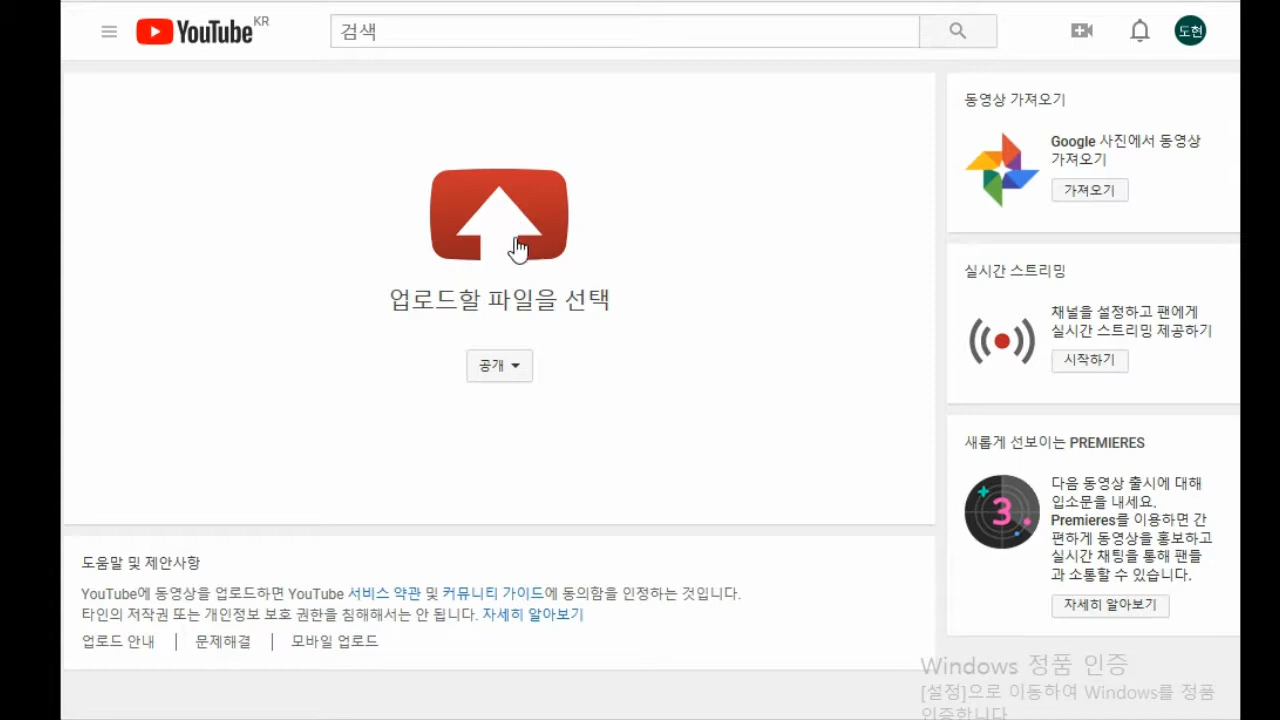 YouTube KR
검색
도현
업로드할 파일을 선택
공개
동영상 가져오기
Google 사진에서 동영상
가져오기
가져오기
실시간 스트리밍
채널을 설정하고 팬에게
실시간 스트리밍 제공하기
시작하기
새롭게 선보이는 PREMIERES
3
다음 동영상 출시에 대해
입소문을 내세요.
Premieres를 이용하면 간
편하게 동영상을 홍보하고
실시간 채팅을 통해 팬들
과 소통할 수 있습니다.
자세히 알아보기
도움말 및 제안사항
YouTube에 동영상을 업로드하면 YouTube 서비스 약관 및 커뮤니티 가이드에 동의함을 인정하는 것입니다.
타인의 저작권 또는 개인정보 보호 권한을 침해해서는 안 됩니다. 자세히 알아보기
업로드 안내 | 문제해결 | 모바일 업로드
Windows 정품 인증
[설정]으로 이동하여 Windows를 정품
인증합니다